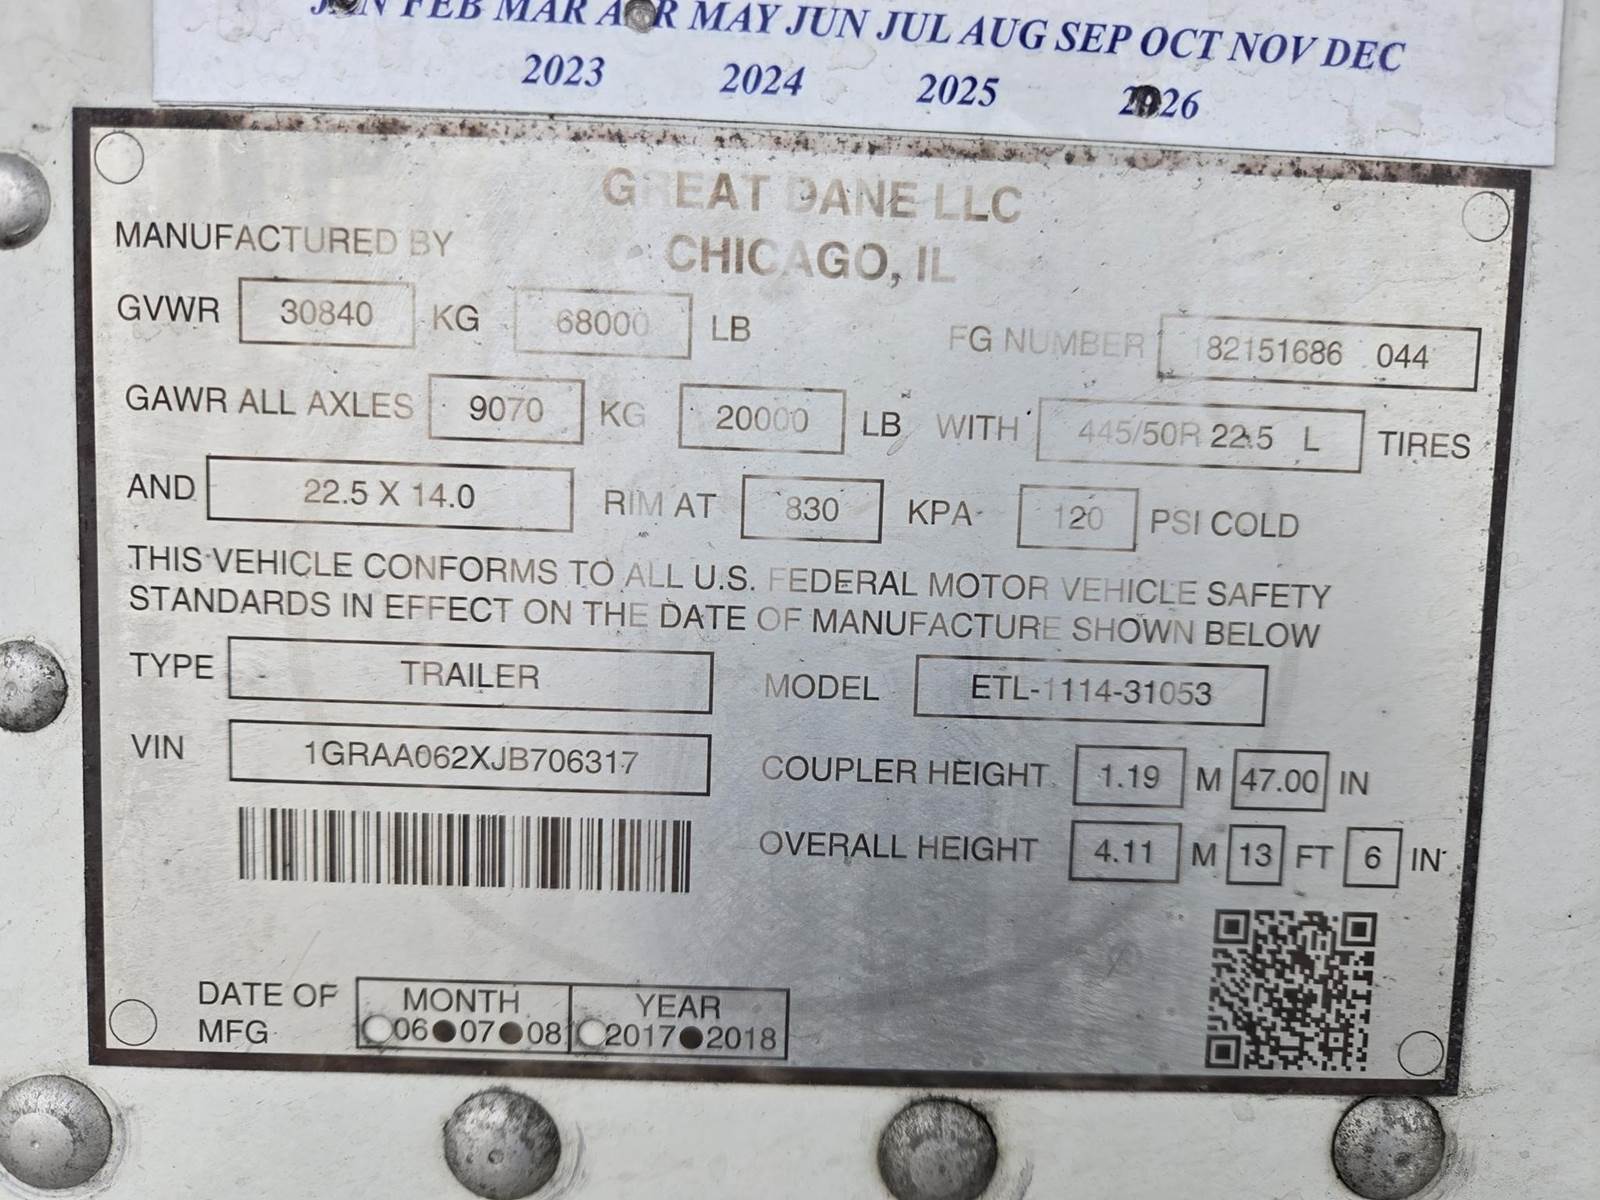 JAN FEB MAR APR MAY JUN JUL AUG SEP OCT NOV DEC
2023 2024 2025 2026
GREAT DANE LLC
MANUFACTURED BY CHICAGO, IL
GVWR 30840 KG 68000 LB FG NUMBER 182151686 044
GAWR ALL AXLES 9070 KG 20000 LB WITH 445/50R 22.5 L TIRES
AND 22.5 X 14.0 RIM AT 830 KPA 120 PSI COLD
THIS VEHICLE CONFORMS TO ALL U.S. FEDERAL MOTOR VEHICLE SAFETY
STANDARDS IN EFFECT ON THE DATE OF MANUFACTURE SHOWN BELOW
TYPE TRAILER MODEL ETL-1114-31053
VIN 1GRAA062XJB706317 COUPLER HEIGHT 1.19 M 47.00 IN
OVERALL HEIGHT 4.11 M 13 FT 6 IN
DATE OF MFG MONTH YEAR
06 07 08 2017 2018